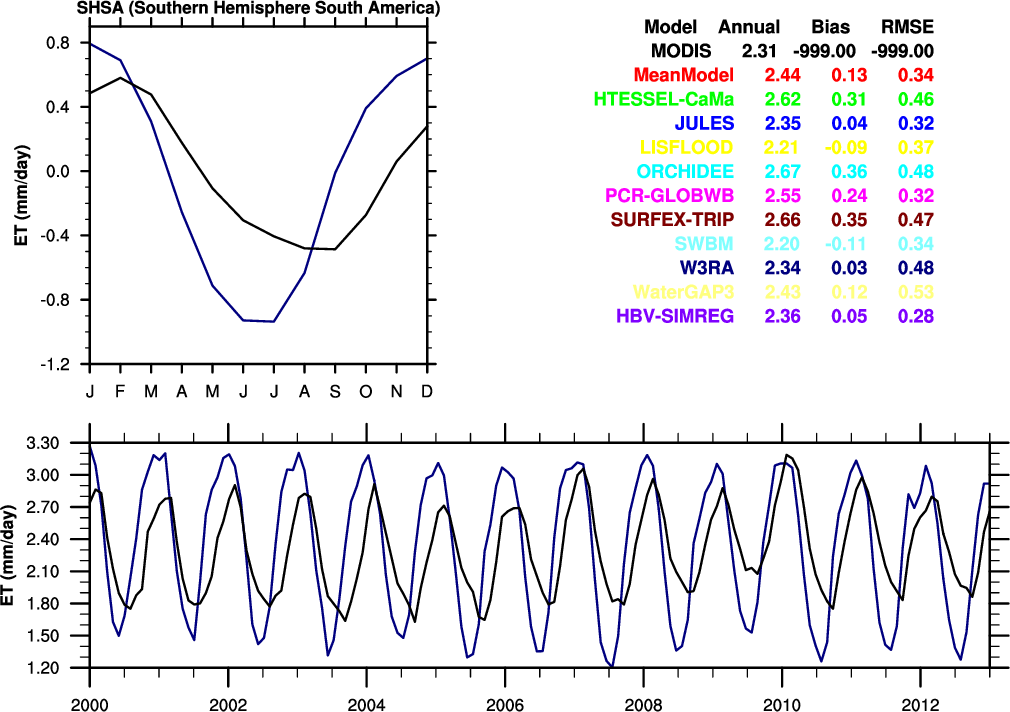 SHSA (Southern Hemisphere South America)
0.8
0.4
0.0
-0.4
-0.8
-1.2
ET (mm/day)
J F M A M J J A S O N D
Model Annual Bias RMSE
MODIS 2.31 -999.00 -999.00
MeanModel 2.44 0.13 0.34
HTESSEL-CaMa 2.62 0.31 0.46
JULES 2.35 0.04 0.32
LISFLOOD 2.21 -0.09 0.37
ORCHIDEE 2.67 0.36 0.48
PCR-GLOBWB 2.55 0.24 0.32
SURFEX-TRIP 2.66 0.35 0.47
SWBM 2.20 -0.11 0.34
W3RA 2.34 0.03 0.48
WaterGAP3 2.43 0.12 0.53
HBV-SIMREG 2.36 0.05 0.28
3.30
3.00
2.70
2.40
2.10
1.80
1.50
1.20
ET (mm/day)
2000 2002 2004 2006 2008 2010 2012